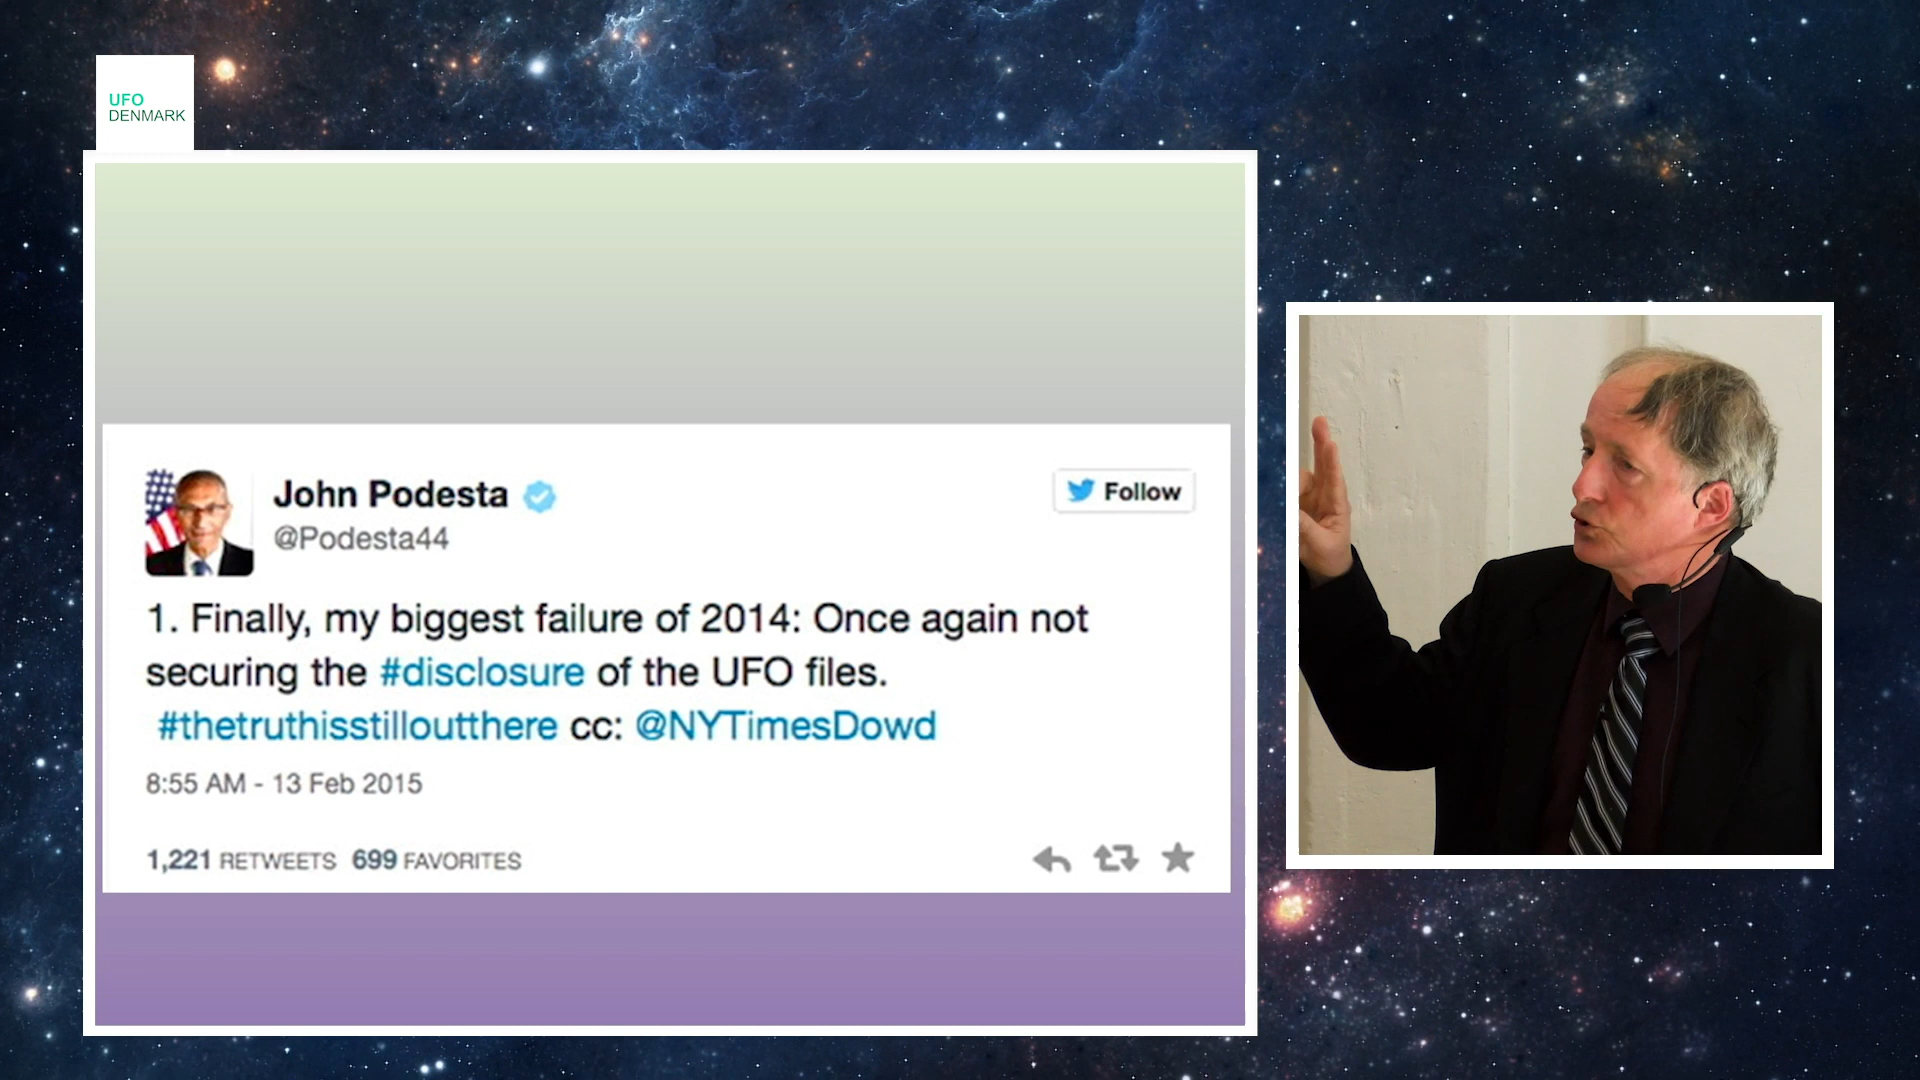 UFO
DENMARK
John Podesta
Follow
@Podesta44
1. Finally, my biggest failure of 2014: Once again not
securing the #disclosure of the UFO files.
#thetruthisstilloutthere cc: @NYTimesDowd
8:55 AM - 13 Feb 2015
1,221 RETWEETS 699 FAVORITES